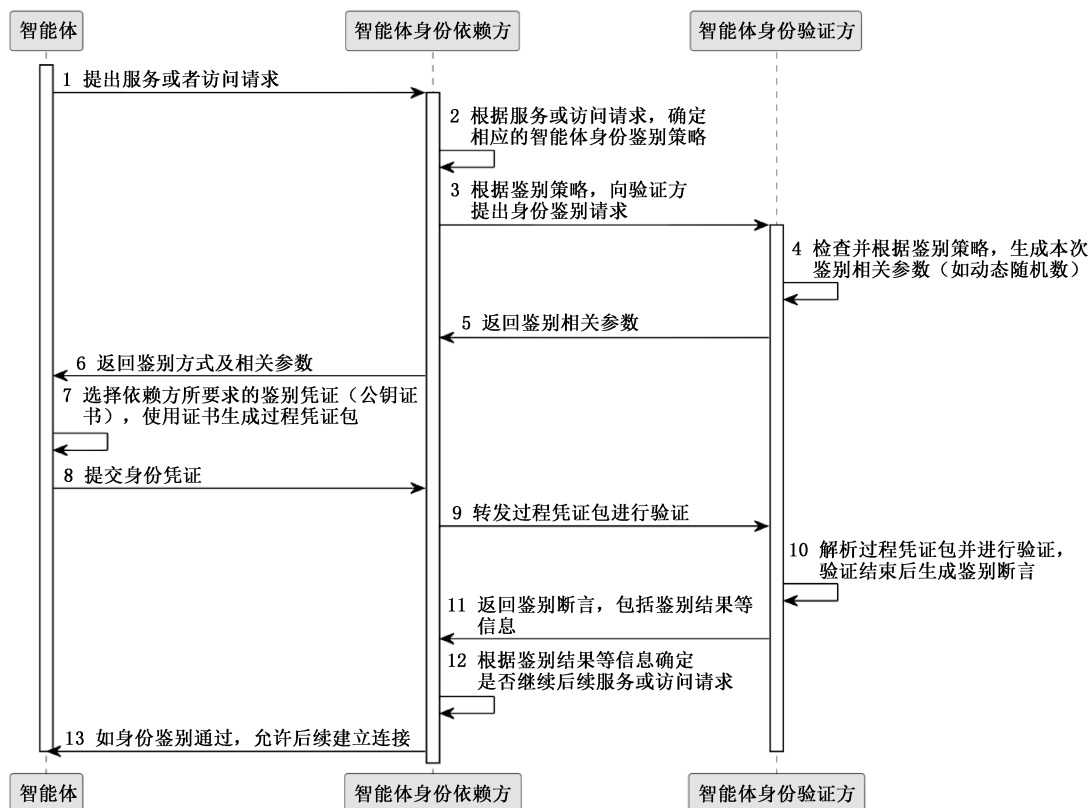 智能体
智能体身份依赖方
智能体身份验证方
1 提出服务或者访问请求
2 根据服务或访问请求，确定
相应的智能体身份鉴别策略
3 根据鉴别策略，向验证方
提出身份鉴别请求
4 检查并根据鉴别策略，生成本次
鉴别相关参数（如动态随机数）
5 返回鉴别相关参数
6 返回鉴别方式及相关参数
7 选择依赖方所要求的鉴别凭证（公钥证
书），使用证书生成过程凭证包
8 提交身份凭证
9 转发过程凭证包进行验证
10 解析过程凭证包并进行验证，
验证结束后生成鉴别断言
11 返回鉴别断言，包括鉴别结果等
信息
12 根据鉴别结果等信息确定
是否继续后续服务或访问请求
13 如身份鉴别通过，允许后续建立连接
智能体
智能体身份依赖方
智能体身份验证方